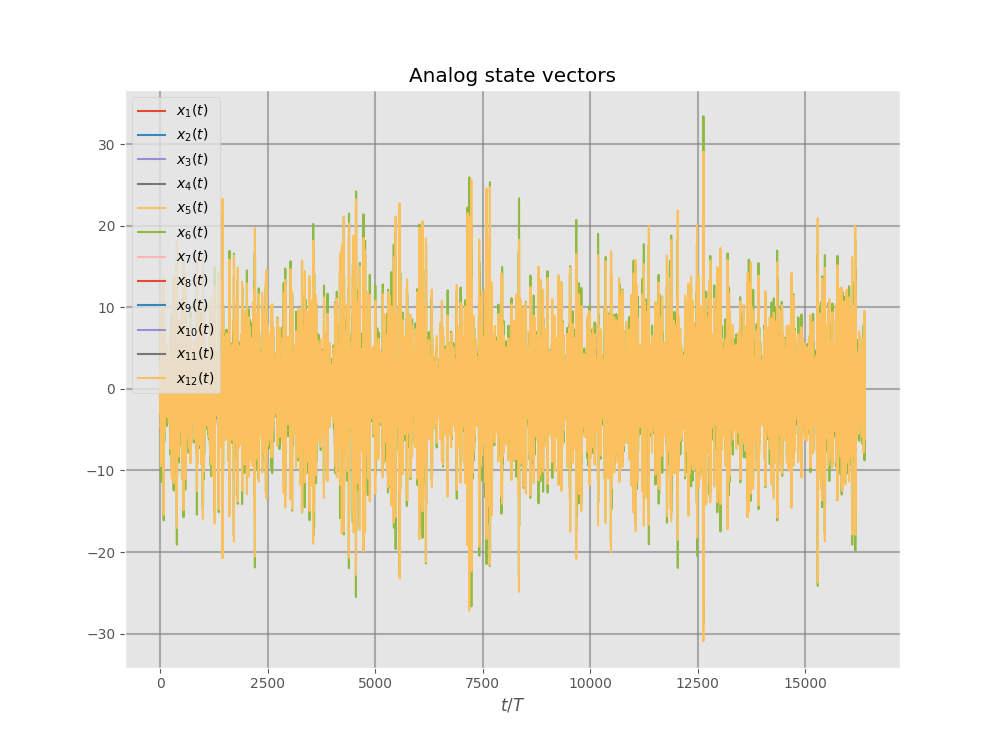 Analog state vectors
x₁(t)
x₂(t)
x₃(t)
x₄(t)
x₅(t)
x₆(t)
x₇(t)
x₈(t)
x₉(t)
x₁₀(t)
x₁₁(t)
x₁₂(t)
30
20
10
0
−10
−20
−30
0 2500 5000 7500 10000 12500 15000
t/T